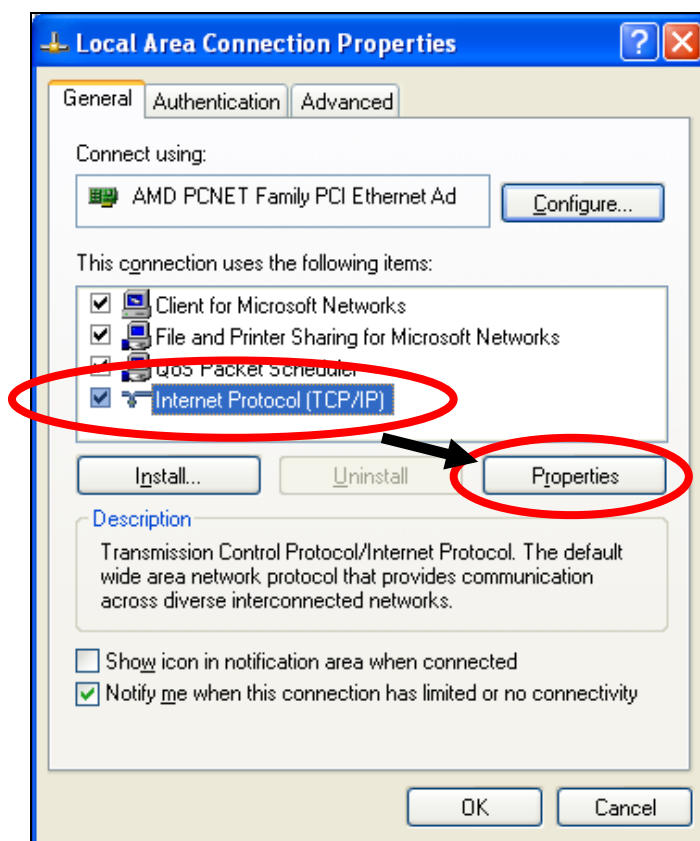 Local Area Connection Properties
General Authentication Advanced
Connect using:
AMD PCNET Family PCI Ethernet Ad Configure...
This connection uses the following items:
Client for Microsoft Networks
File and Printer Sharing for Microsoft Networks
QoS Packet Scheduler
Internet Protocol (TCP/IP)
Install... Uninstall Properties
Description
Transmission Control Protocol/Internet Protocol. The default
wide area network protocol that provides communication
across diverse interconnected networks.
Show icon in notification area when connected
Notify me when this connection has limited or no connectivity
OK Cancel